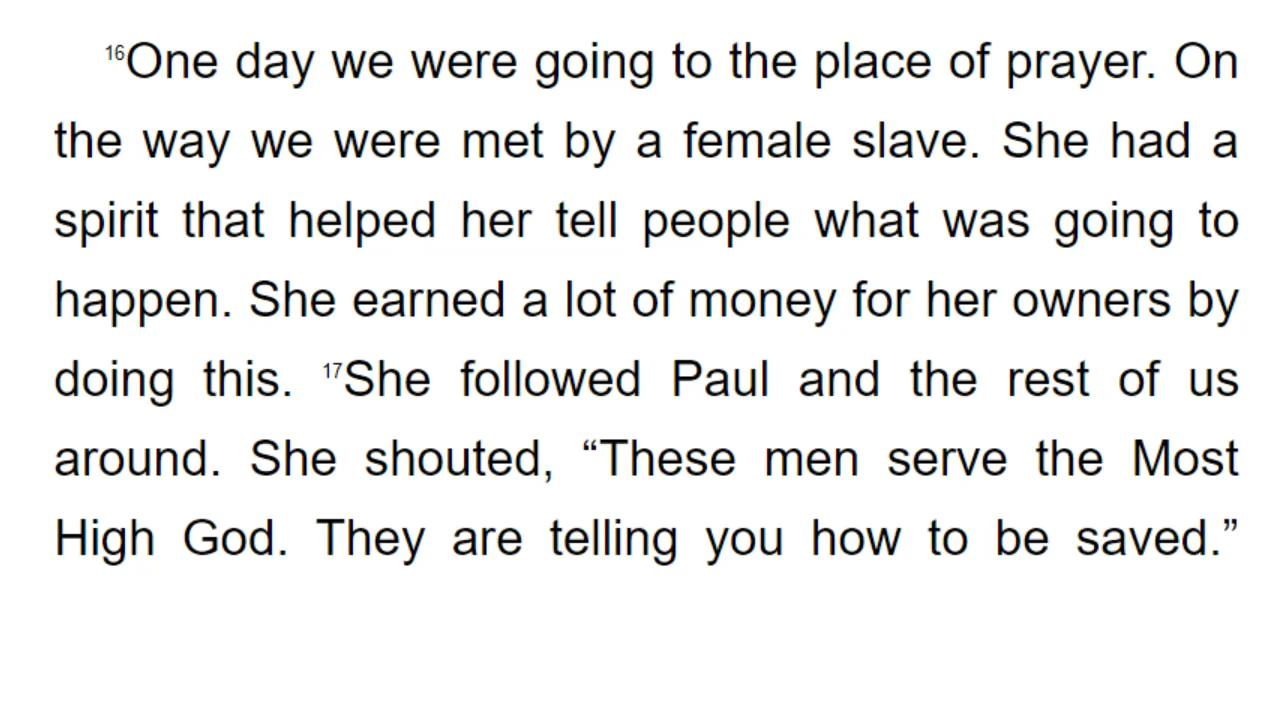 16One day we were going to the place of prayer. On
the way we were met by a female slave. She had a
spirit that helped her tell people what was going to
happen. She earned a lot of money for her owners by
doing this. 17She followed Paul and the rest of us
around. She shouted, “These men serve the Most
High God. They are telling you how to be saved.”